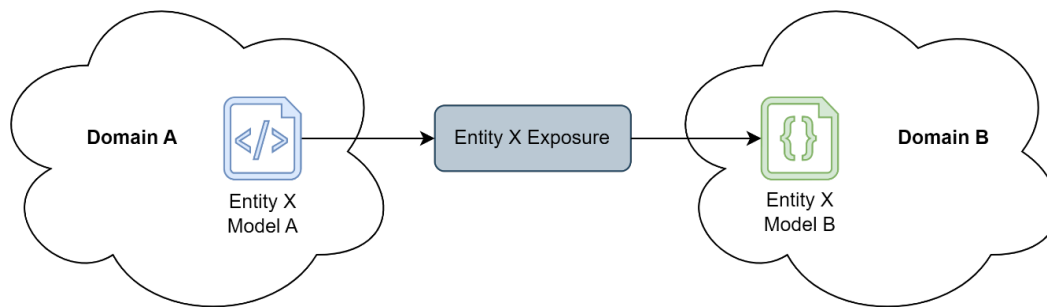 Domain A
</>
Entity X
Model A
Entity X Exposure
{}
Entity X
Model B
Domain B